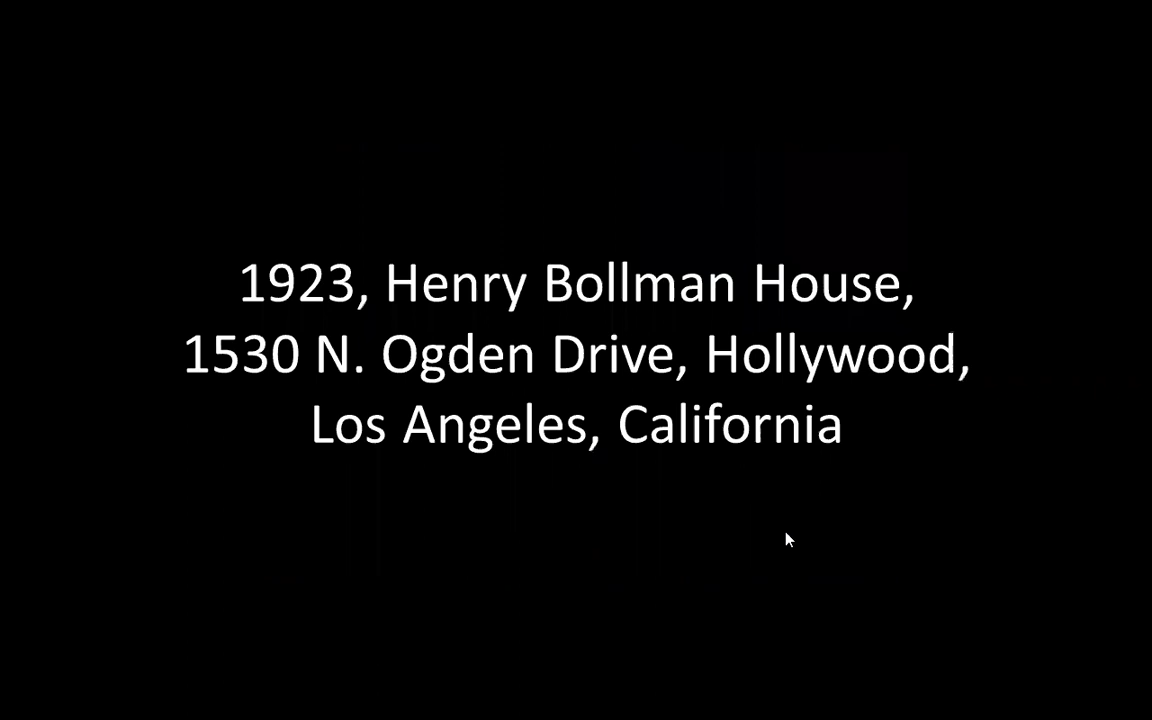 1923, Henry Bollman House,
1530 N. Ogden Drive, Hollywood,
Los Angeles, California